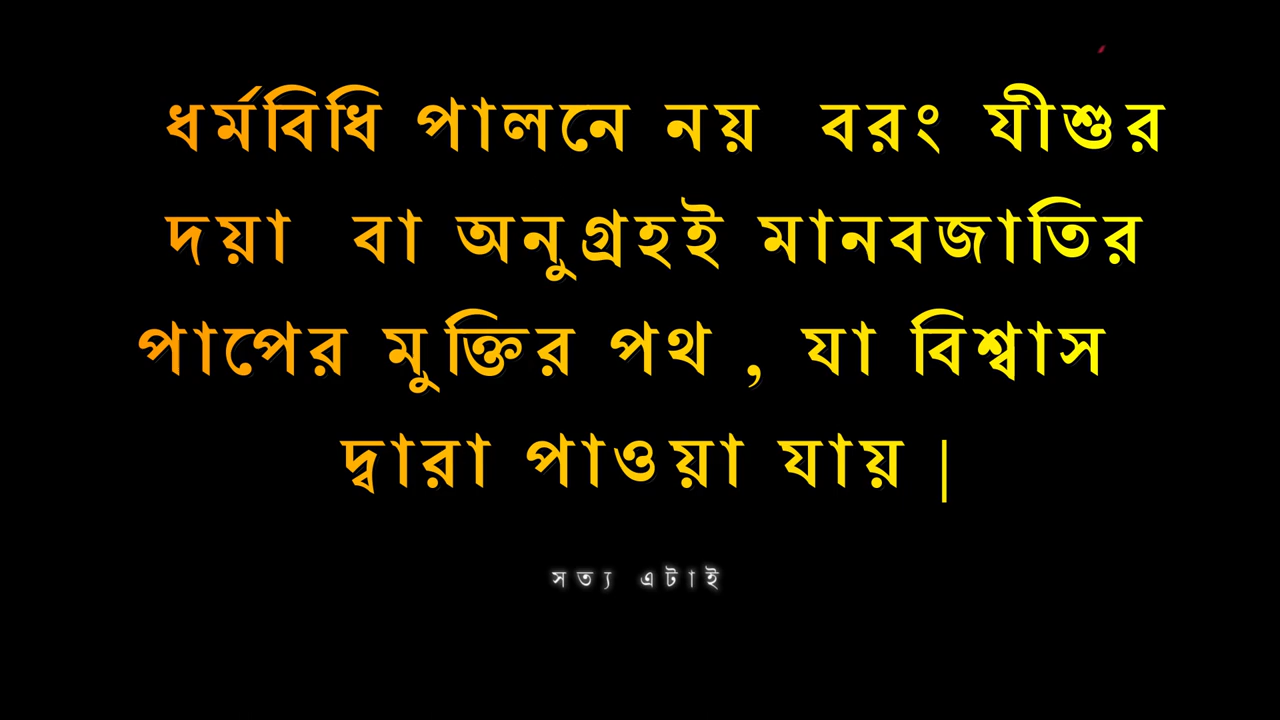 ধর্মবিধি পালনে নয় বরং যীশুর
দয়া বা অনুগ্রহই মানবজাতির
পাপের মুক্তির পথ , যা বিশ্বাস
দ্বারা পাওয়া যায় |
সত্য এটাই